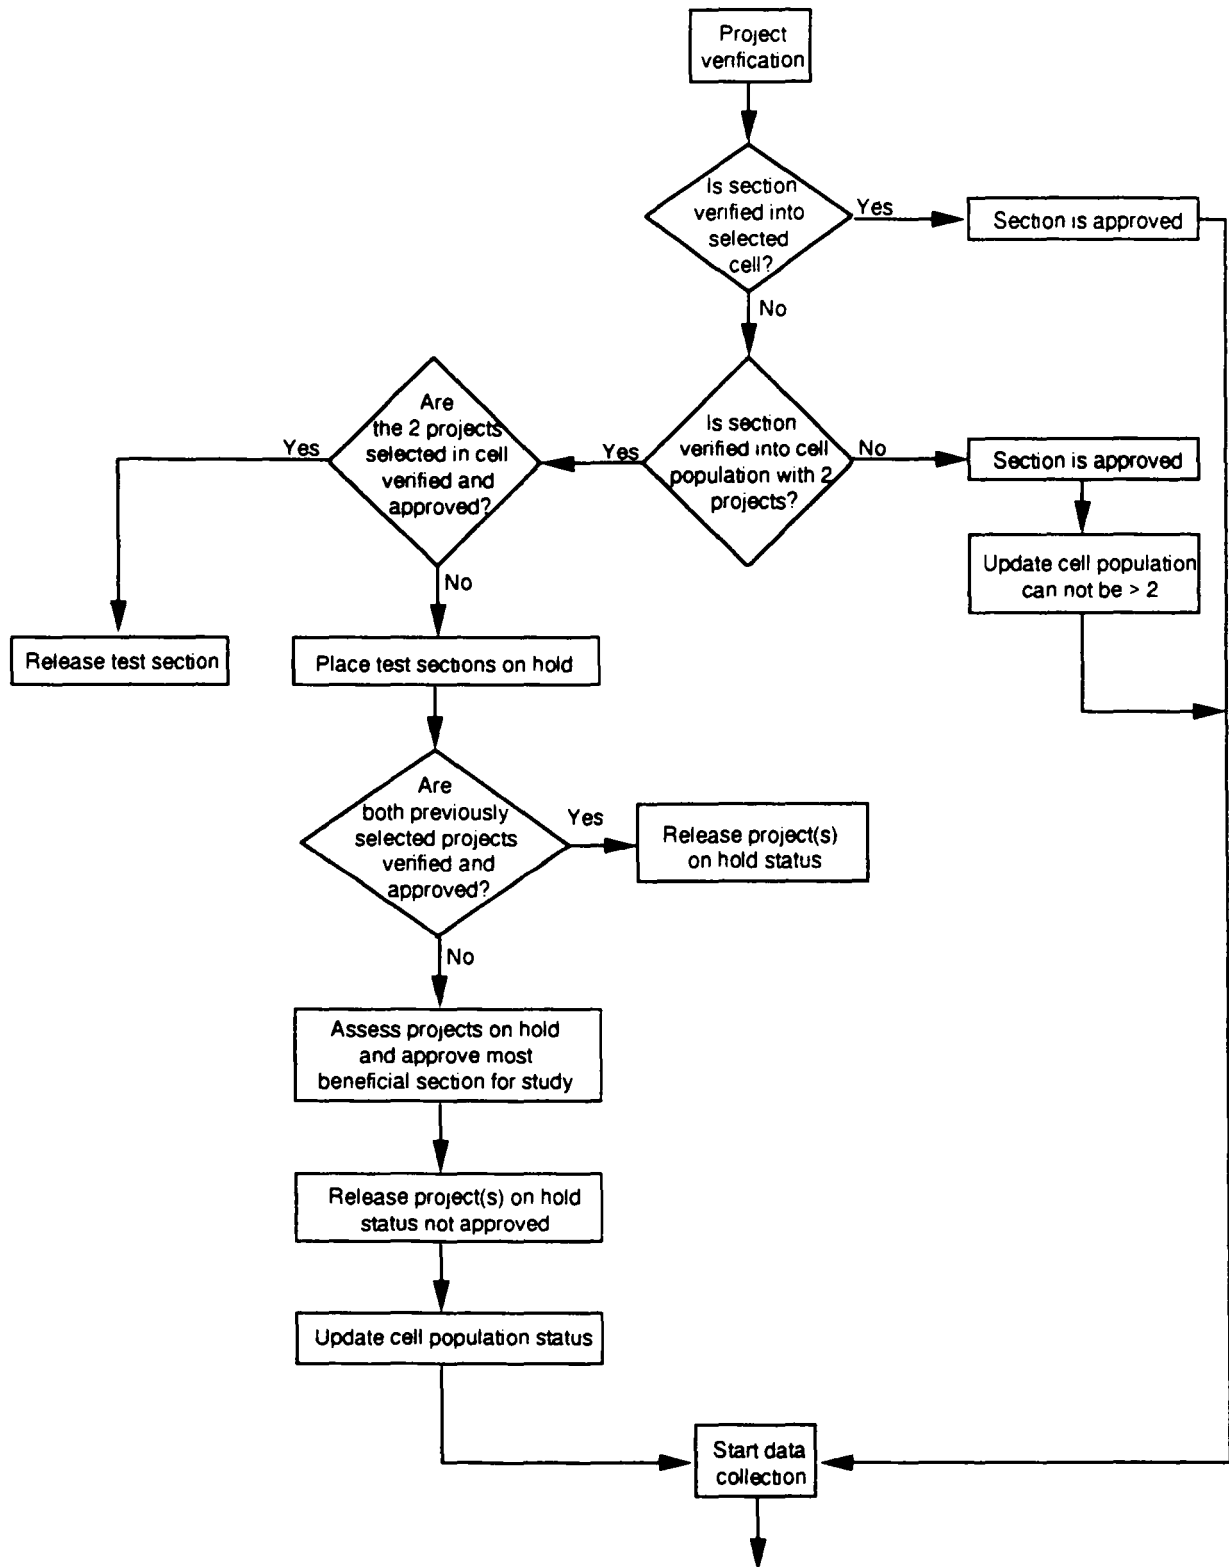 Project
verification
Is section
verified into
selected
cell?
Yes
Section is approved
No
Are
the 2 projects
selected in cell
verified and
approved?
Yes
Is section
verified into cell
population with 2
projects?
Yes
No
Section is approved
Update cell population
can not be > 2
No
Release test section
Place test sections on hold
Are
both previously
selected projects
verified and
approved?
Yes
Release project(s)
on hold status
No
Assess projects on hold
and approve most
beneficial section for study
Release project(s) on hold
status not approved
Update cell population status
Start data
collection